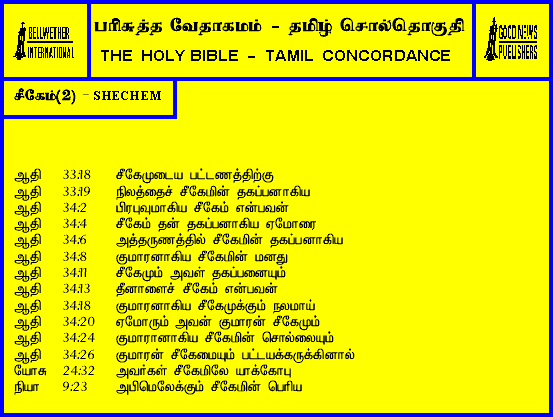 BELLWETHER
INTERNATIONAL
பரிசுத்த வேதாகமம் - தமிழ் சொல்தொகுதி
THE HOLY BIBLE - TAMIL CONCORDANCE
GOOD NEWS
PUBLISHERS
சீகேம்(2) - SHECHEM
ஆதி 33:18 சீகேமுடைய பட்டணத்திற்கு
ஆதி 33:19 நிலத்தைச் சீகேமின் தகப்பனாகிய
ஆதி 34:2 பிரபுவுமாகிய சீகேம் என்பவன்
ஆதி 34:4 சீகேம் தன் தகப்பனாகிய ஏமோரை
ஆதி 34:6 அத்தருணத்தில் சீகேமின் தகப்பனாகிய
ஆதி 34:8 குமாரனாகிய சீகேமின் மனது
ஆதி 34:11 சீகேமும் அவள் தகப்பனையும்
ஆதி 34:13 தீனாளைச் சீகேம் என்பவன்
ஆதி 34:18 குமாரனாகிய சீகேமுக்கும் நலமாய்
ஆதி 34:20 ஏமோரும் அவன் குமாரன் சீகேமும்
ஆதி 34:24 குமாரானாகிய சீகேமின் சொல்லையும்
ஆதி 34:26 குமாரன் சீகேமையும் பட்டயக்கருக்கினால்
யோசு 24:32 அவர்கள் சீகேமிலே யாக்கோபு
நியா 9:23 அபிமெலேக்கும் சீகேமின் பெரிய